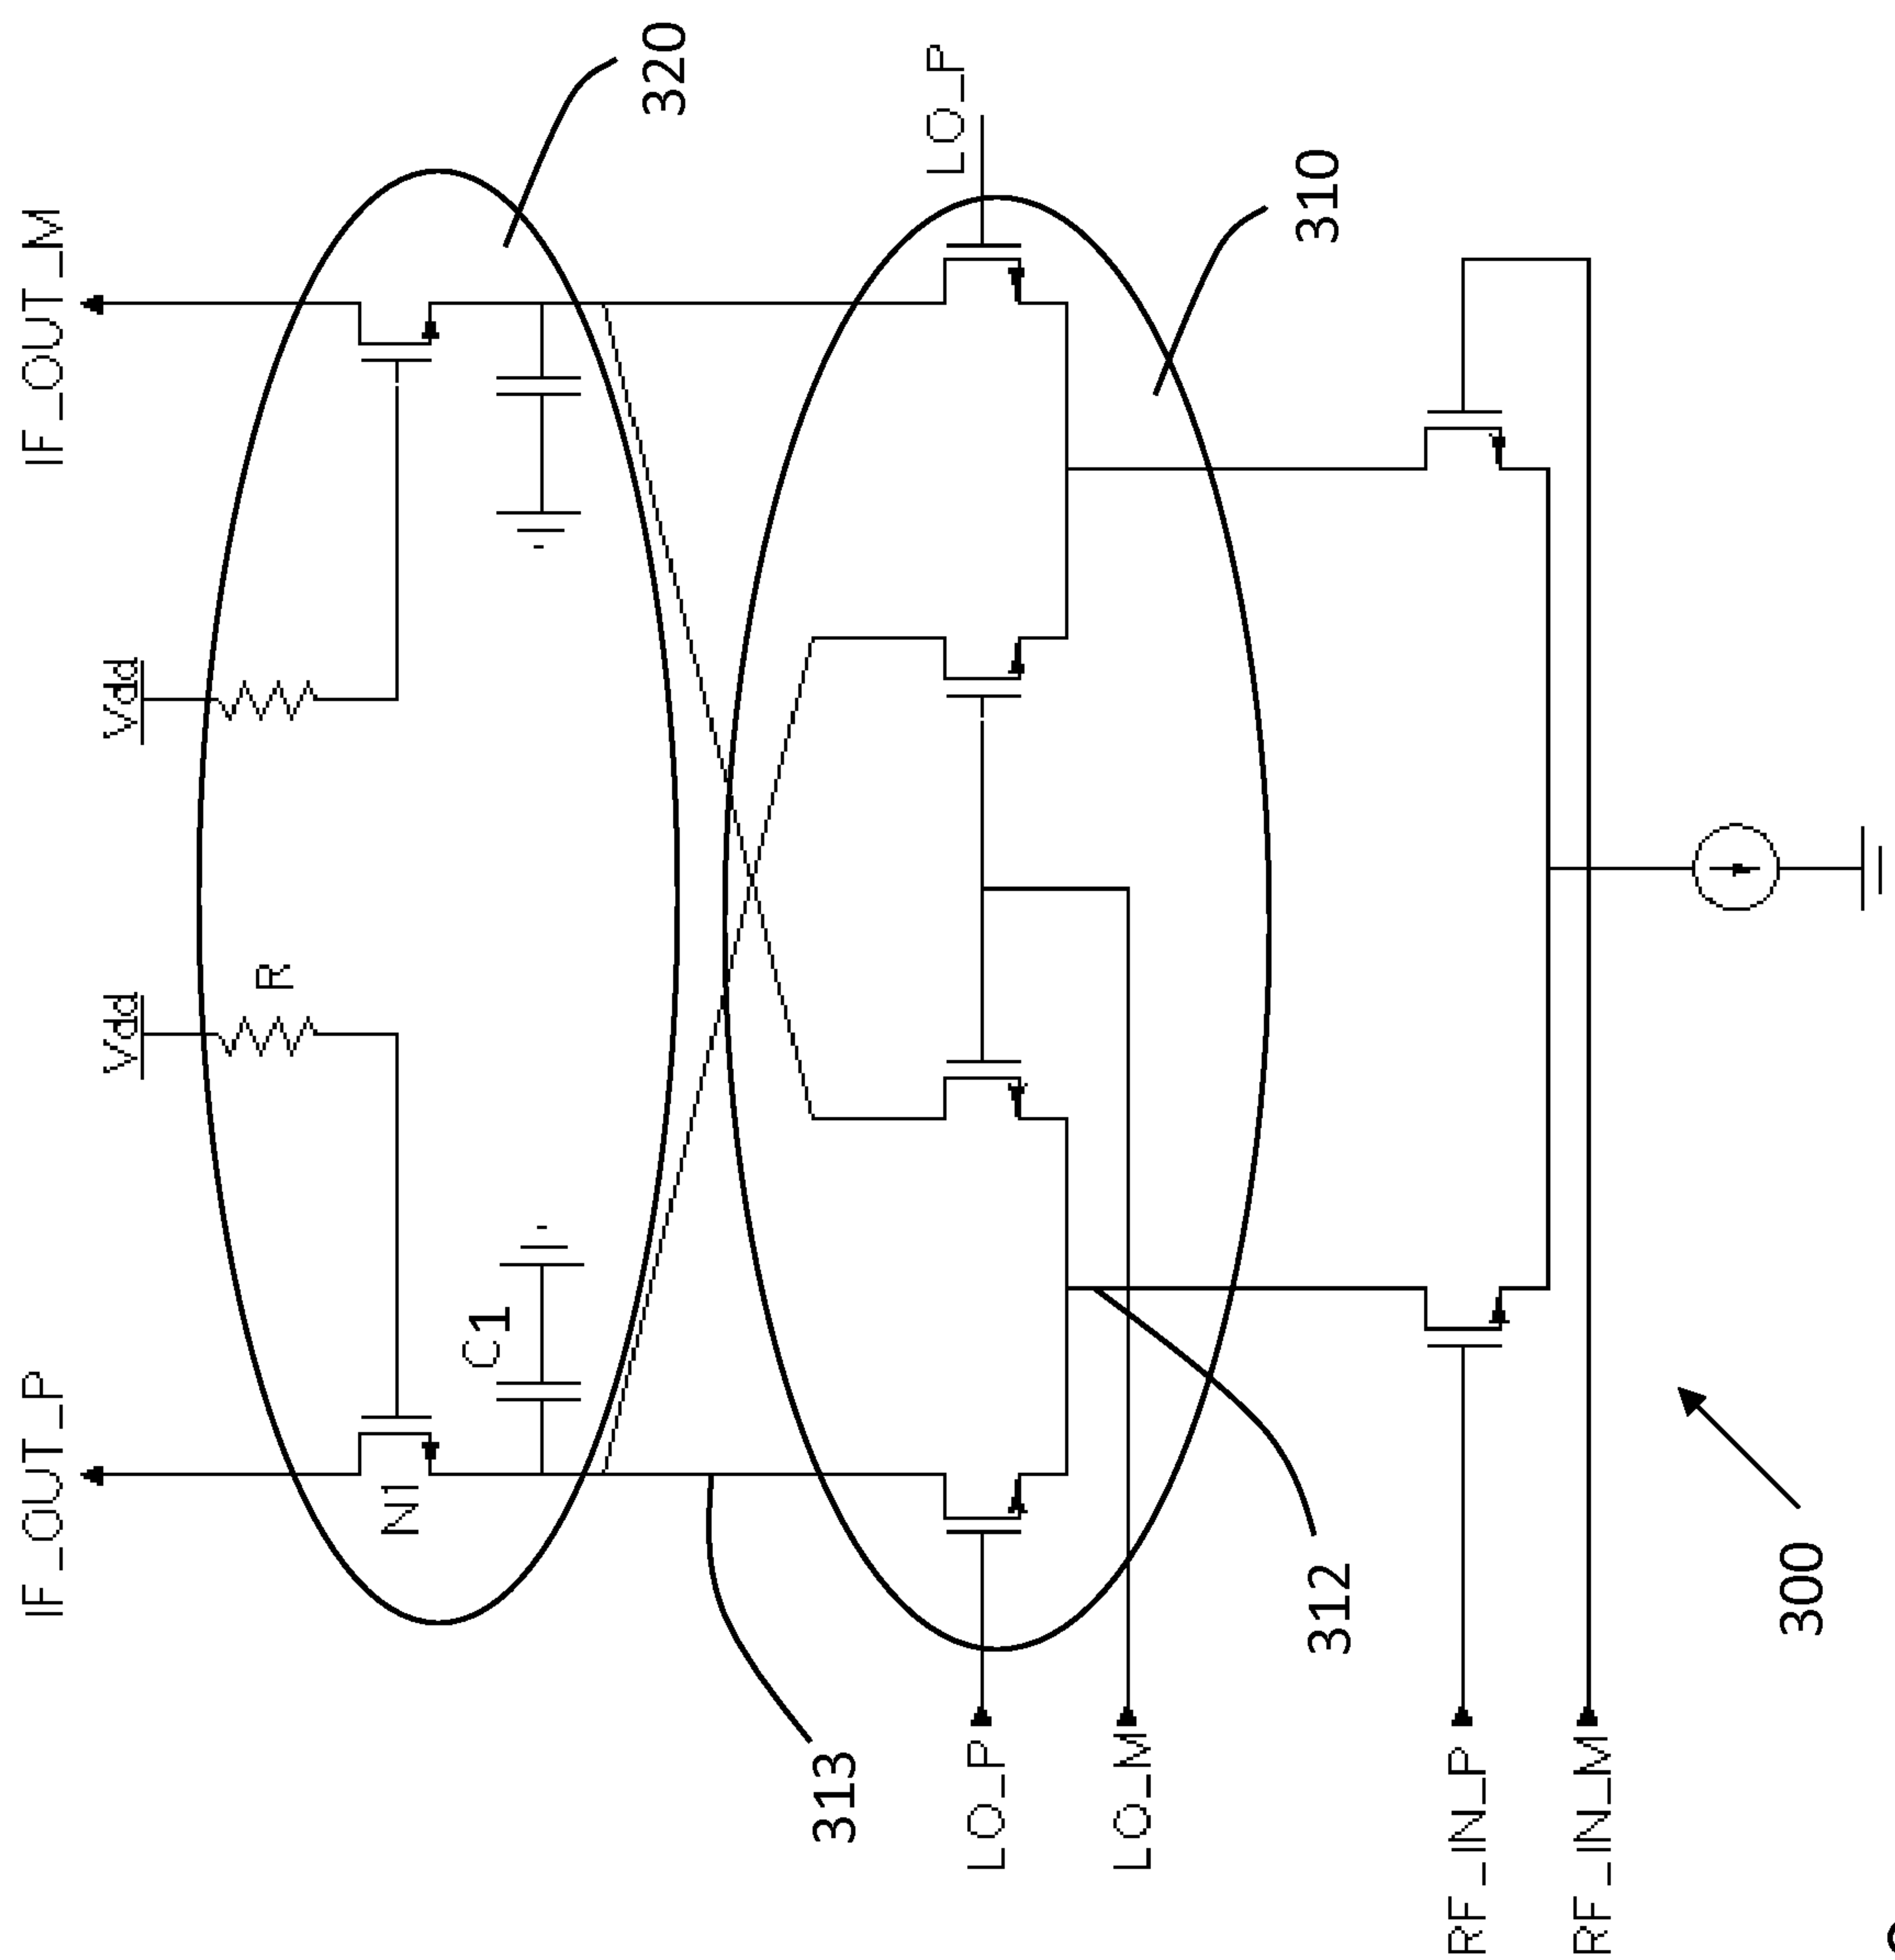 IF_OUT_P
IF_OUT_M
Vdd
Vdd
R
320
N1
C1
LO_P
313
310
LO_P
LO_M
312
RF_IN_P
RF_IN_M
300